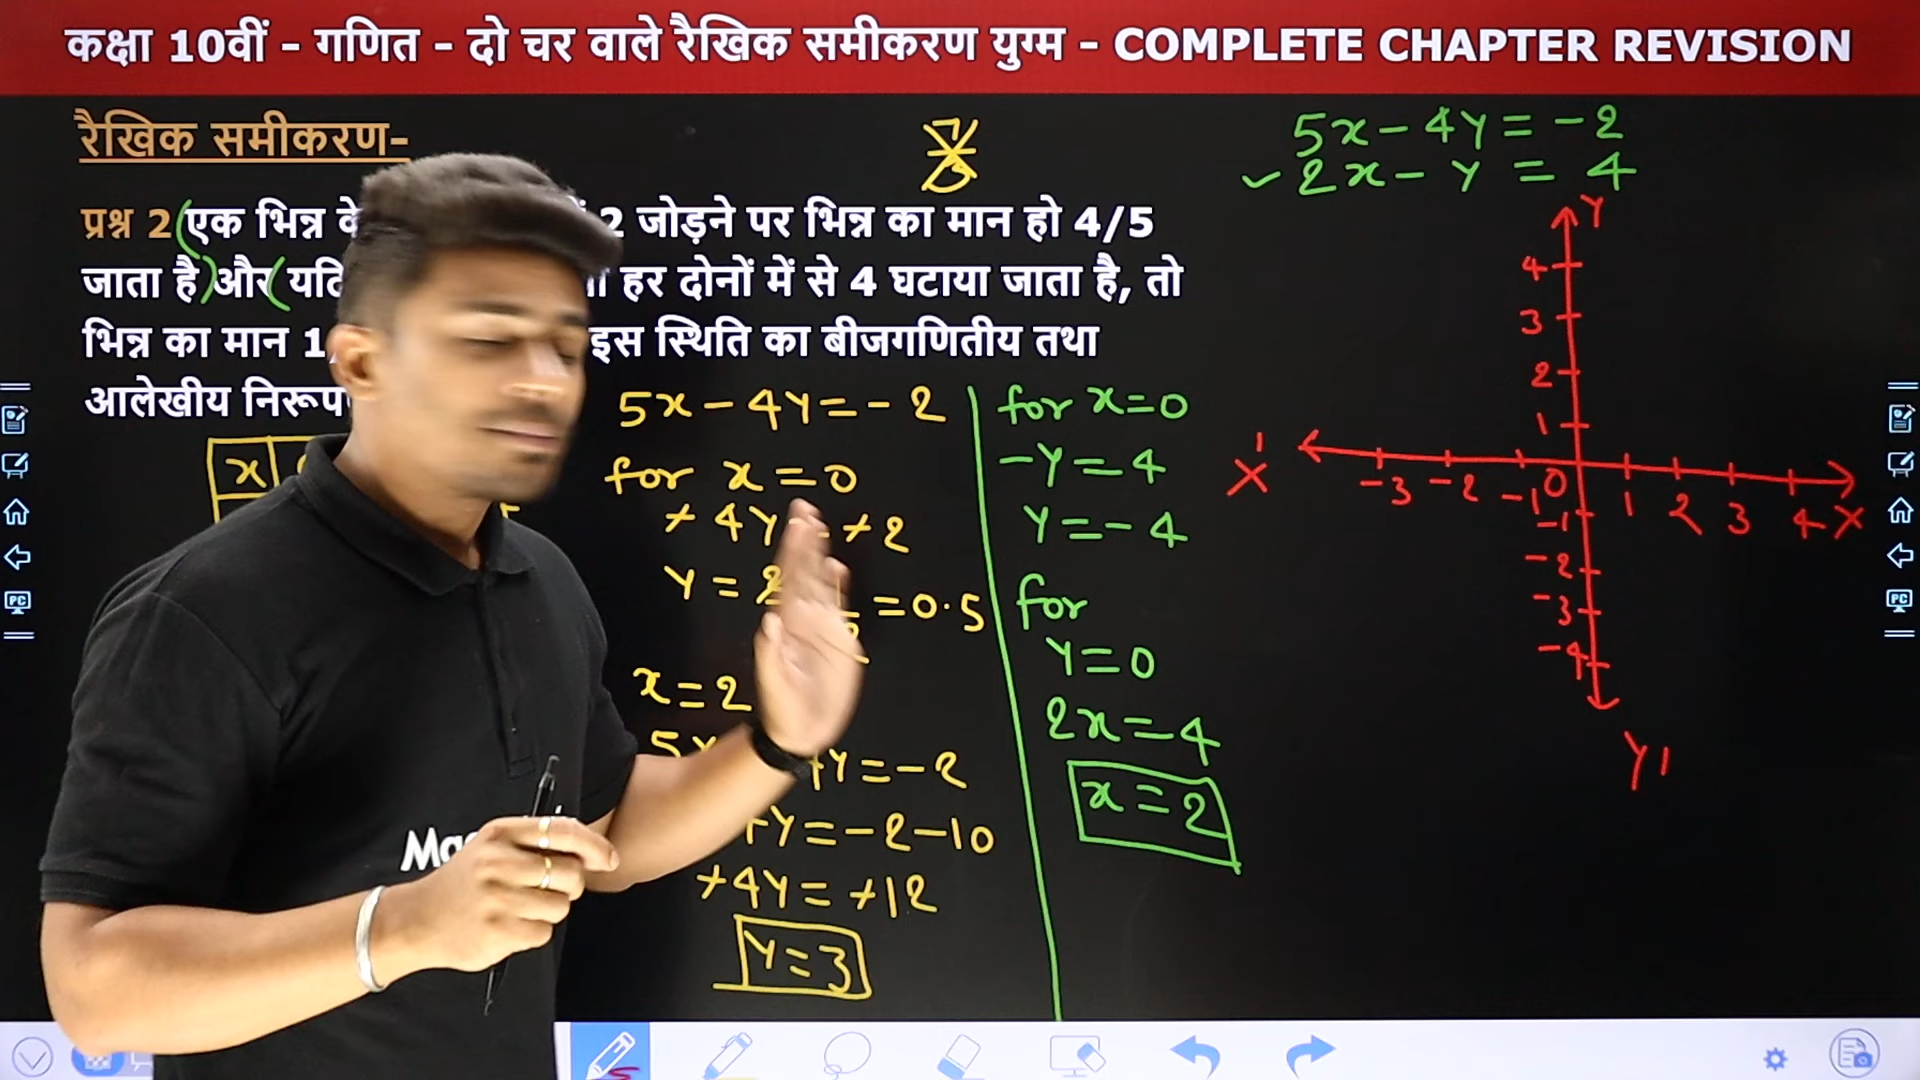 कक्षा 10वीं - गणित - दो चर वाले रैखिक समीकरण युग्म - COMPLETE CHAPTER REVISION
रैखिक समीकरण-
प्रश्न 2 (एक भिन्न 2 जोड़ने पर भिन्न का मान हो 4/5
जाता है) और (यदि हर दोनों में से 4 घटाया जाता है, तो
भिन्न का मान इस स्थिति का बीजगणितीय तथा
आलेखीय
x
5x - 4y = -2
for x = 0
4y = 2
y = = 0.5
x = 2
y = -2
y = -2 - 10
+4y = +12
y = 3
for x = 0
-y = 4
y = -4
for
y = 0
2x = 4
x = 2
5x - 4y = -2
✓ 2x - y = 4
Y
4
3
2
1
X' -3 -2 -1 0 1 2 3 4 X
-1
-2
-3
-4
Y'
PC
PC